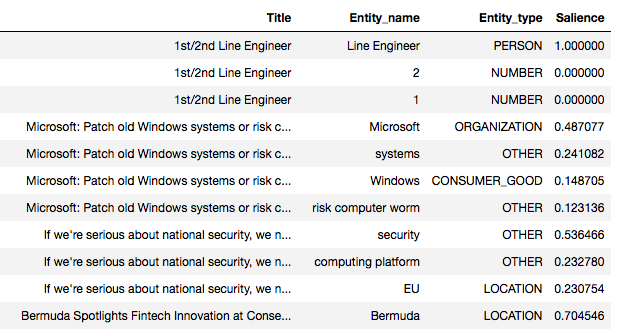 Title Entity_name Entity_type Salience
1st/2nd Line Engineer Line Engineer PERSON 1.000000
1st/2nd Line Engineer 2 NUMBER 0.000000
1st/2nd Line Engineer 1 NUMBER 0.000000
Microsoft: Patch old Windows systems or risk c... Microsoft ORGANIZATION 0.487077
Microsoft: Patch old Windows systems or risk c... systems OTHER 0.241082
Microsoft: Patch old Windows systems or risk c... Windows CONSUMER_GOOD 0.148705
Microsoft: Patch old Windows systems or risk c... risk computer worm OTHER 0.123136
If we're serious about national security, we n... security OTHER 0.536466
If we're serious about national security, we n... computing platform OTHER 0.232780
If we're serious about national security, we n... EU LOCATION 0.230754
Bermuda Spotlights Fintech Innovation at Conse... Bermuda LOCATION 0.704546